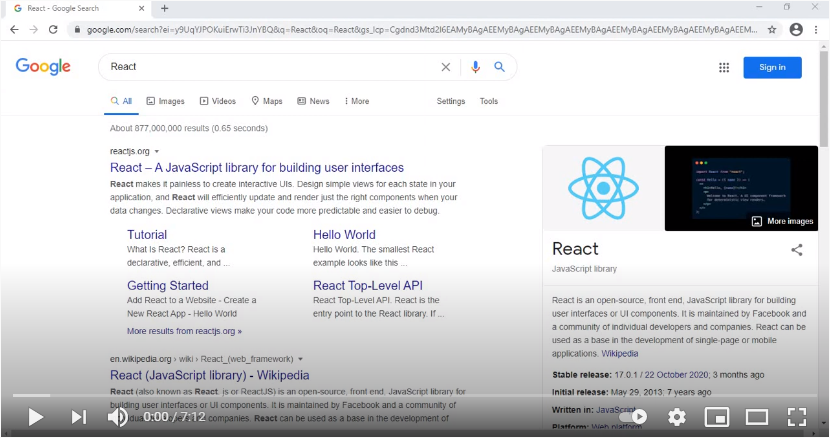 React - Google Search
google.com/search?ei=y9UqYJPOKuiErwTi3JnYBQ&q=React&oq=React&gs_lcp=
Google
React
Sign in
All Images Videos Maps News More Settings Tools
About 877,000,000 results (0.65 seconds)
reactjs.org
React – A JavaScript library for building user interfaces
React makes it painless to create interactive UIs. Design simple views for each state in your
application, and React will efficiently update and render just the right components when your
data changes. Declarative views make your code more predictable and easier to debug.
Tutorial
What Is React? React is a
declarative, efficient, and ...
Hello World
Hello World. The smallest React
example looks like this ...
Getting Started
Add React to a Website - Create a
New React App - Hello World
React Top-Level API
React Top-Level API. React is the
entry point to the React library. If ...
More results from reactjs.org »
en.wikipedia.org › wiki › React_(web_framework)
React (JavaScript library) - Wikipedia
React (also known as React. js or ReactJS) is an open-source, front end, JavaScript library for
building user interfaces or UI components. It is maintained by Facebook and a community of
companies. React can be used as a base in the development of
More images
React
JavaScript library
React is an open-source, front end, JavaScript library for building
user interfaces or UI components. It is maintained by Facebook and
a community of individual developers and companies. React can be
used as a base in the development of single-page or mobile
applications. Wikipedia
Stable release: 17.0.1 / 22 October 2020; 3 months ago
Initial release: May 29, 2013; 7 years ago
Written in: JavaScript
Platform: Web platform
0:00 / 7:12